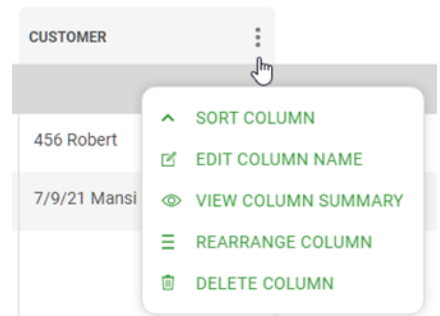 CUSTOMER
SORT COLUMN
456 Robert
EDIT COLUMN NAME
7/9/21 Mansi
VIEW COLUMN SUMMARY
REARRANGE COLUMN
DELETE COLUMN